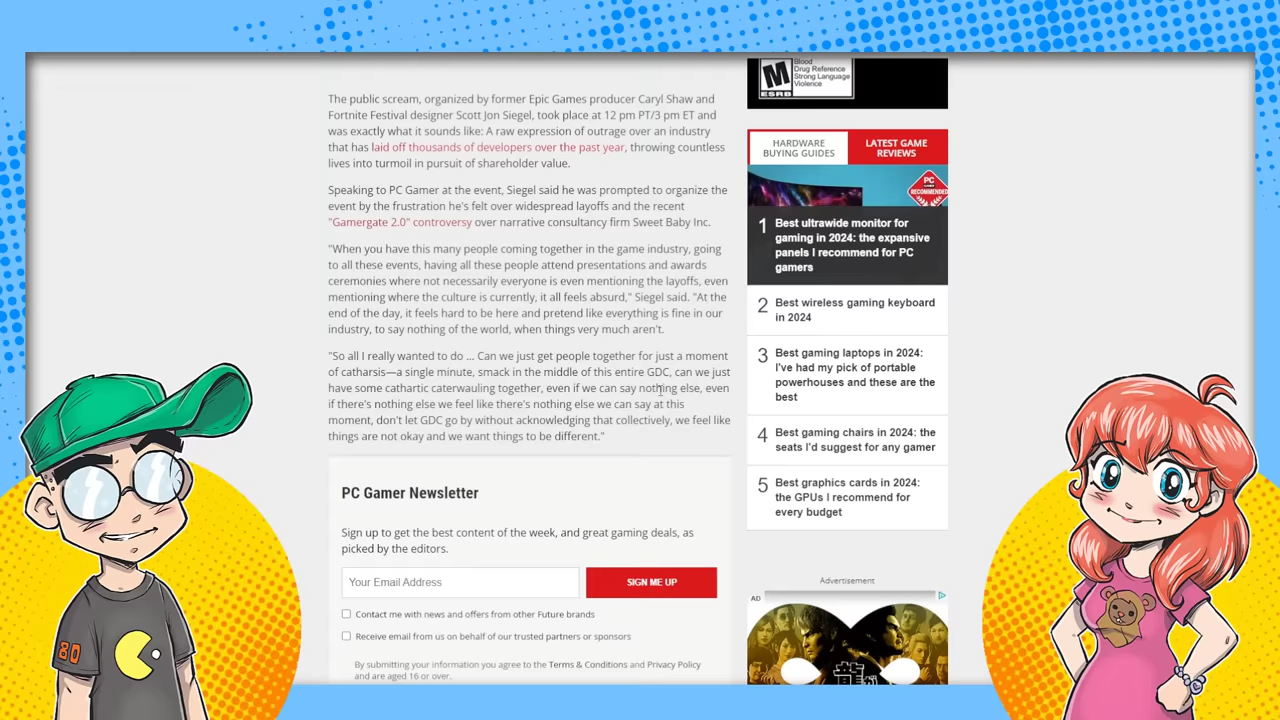 The public scream, organized by former Epic Games producer Caryl Shaw and
Fortnite Festival designer Scott Jon Siegel, took place at 12 pm PT/3 pm ET and
was exactly what it sounds like: A raw expression of outrage over an industry
that has laid off thousands of developers over the past year, throwing countless
lives into turmoil in pursuit of shareholder value.
Speaking to PC Gamer at the event, Siegel said he was prompted to organize the
event by the frustration he's felt over widespread layoffs and the recent
"Gamergate 2.0" controversy over narrative consultancy firm Sweet Baby Inc.
"When you have this many people coming together in the game industry, going
to all these events, having all these people attend presentations and awards
ceremonies where not necessarily everyone is even mentioning the layoffs, even
mentioning where the culture is currently, it all feels absurd," Siegel said. "At the
end of the day, it feels hard to be here and pretend like everything is fine in our
industry, to say nothing of the world, when things very much aren't.
"So all I really wanted to do ... Can we just get people together for just a moment
of catharsis—a single minute, smack in the middle of this entire GDC, can we just
have some cathartic caterwauling together, even if we can say nothing else, even
if there's nothing else we feel like there's nothing else we can say at this
moment, don't let GDC go by without acknowledging that collectively, we feel like
things are not okay and we want things to be different."
PC Gamer Newsletter
Sign up to get the best content of the week, and great gaming deals, as
picked by the editors.
Your Email Address
SIGN ME UP
Contact me with news and offers from other Future brands
Receive email from us on behalf of our trusted partners or sponsors
By submitting your information you agree to the Terms & Conditions and Privacy Policy
and are aged 16 or over.
M
ESRB
Blood
Drug Reference
Strong Language
Violence
HARDWARE
BUYING GUIDES
LATEST GAME
REVIEWS
PC
GAMER
RECOMMENDED
1 Best ultrawide monitor for
gaming in 2024: the expansive
panels I recommend for PC
gamers
2 Best wireless gaming keyboard
in 2024
3 Best gaming laptops in 2024:
I've had my pick of portable
powerhouses and these are the
best
4 Best gaming chairs in 2024: the
seats I'd suggest for any gamer
5 Best graphics cards in 2024:
the GPUs I recommend for
every budget
Advertisement
AD
龍が
80